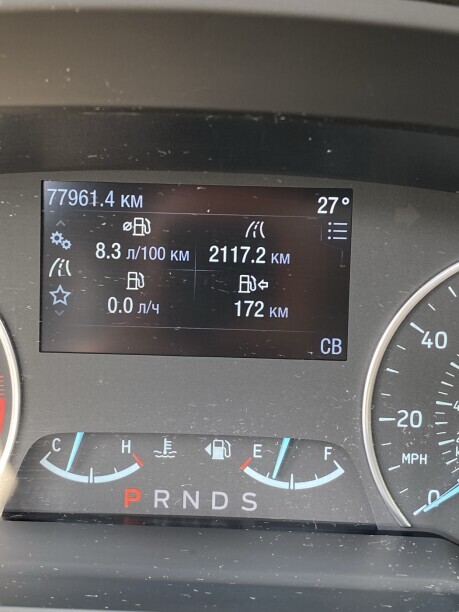 77961.4 км 27°
8.3 л/100 км 2117.2 км
0.0 л/ч 172 км
СВ
40
20
MPH
0
C H E F
P R N D S